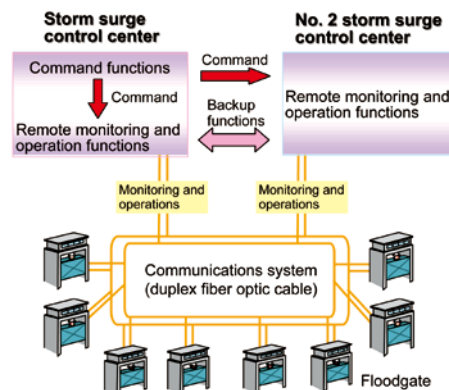 Storm surge
control center
No. 2 storm surge
control center
Command functions
Command
Remote monitoring and
operation functions
Command
Backup
functions
Remote monitoring and
operation functions
Monitoring and
operations
Monitoring and
operations
Communications system
(duplex fiber optic cable)
Floodgate